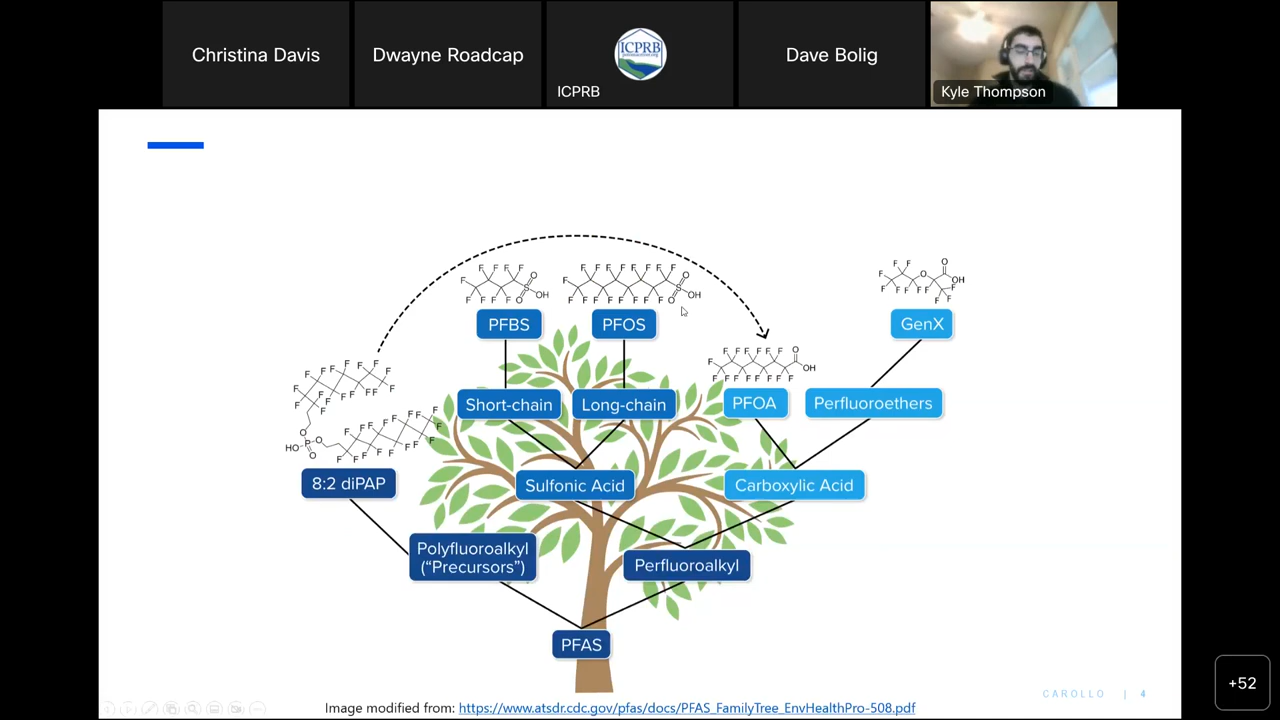 Christina Davis
Dwayne Roadcap
ICPRB
ICPRB
Dave Bolig
Kyle Thompson
PFBS
PFOS
GenX
Short-chain
Long-chain
PFOA
Perfluoroethers
8:2 diPAP
Sulfonic Acid
Carboxylic Acid
Polyfluoroalkyl
(“Precursors”)
Perfluoroalkyl
PFAS
CAROLLO | 4
Image modified from: https://www.atsdr.cdc.gov/pfas/docs/PFAS_FamilyTree_EnvHealthPro-508.pdf
+52